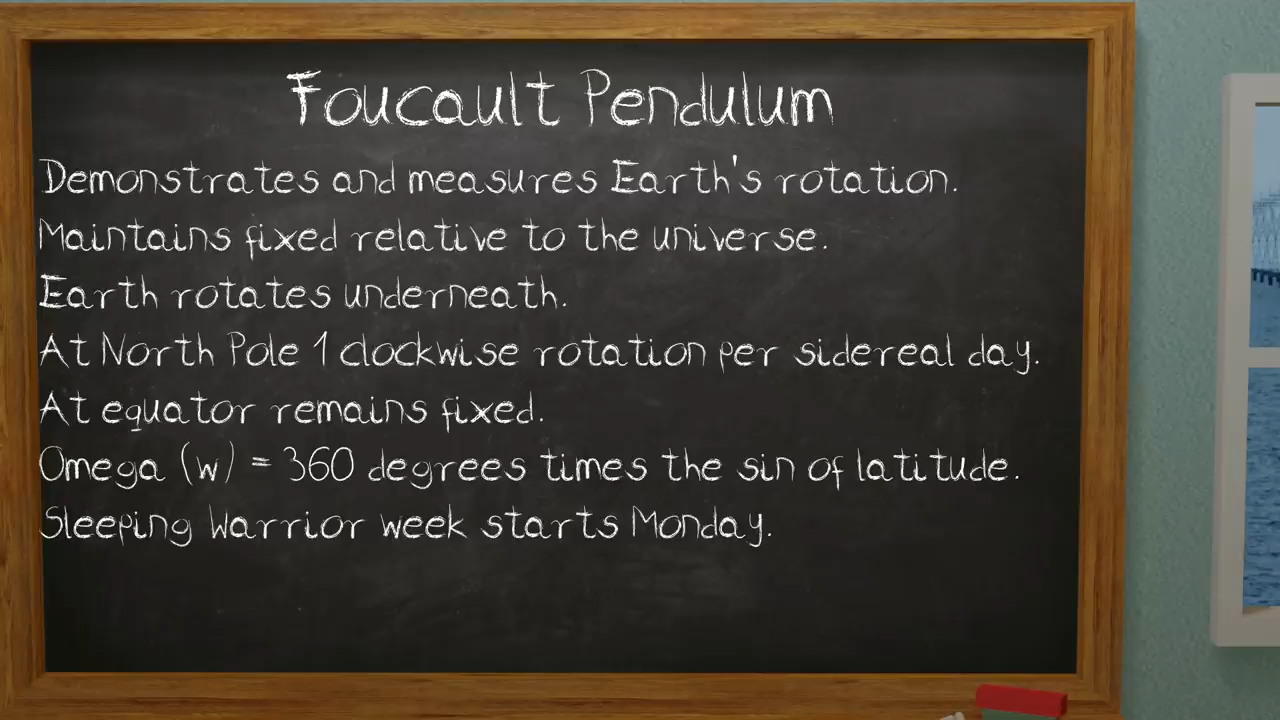 Foucault Pendulum
Demonstrates and measures Earth's rotation.
Maintains fixed relative to the universe.
Earth rotates underneath.
At North Pole 1 clockwise rotation per sidereal day.
At equator remains fixed.
Omega (w) = 360 degrees times the sin of latitude.
Sleeping Warrior week starts Monday.